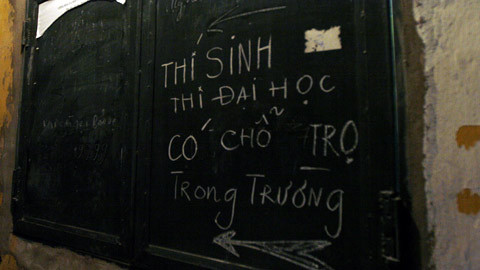 THÍ SINH
THI ĐẠI HỌC
CÓ CHỖ TRỌ
TRONG TRƯỜNG